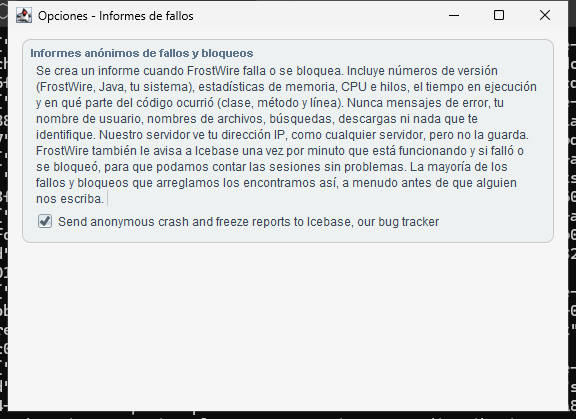 Opciones - Informes de fallos
Informes anónimos de fallos y bloqueos
Se crea un informe cuando FrostWire falla o se bloquea. Incluye números de versión
(FrostWire, Java, tu sistema), estadísticas de memoria, CPU e hilos, el tiempo en ejecución
y en qué parte del código ocurrió (clase, método y línea). Nunca mensajes de error, tu
nombre de usuario, nombres de archivos, búsquedas, descargas ni nada que te
identifique. Nuestro servidor ve tu dirección IP, como cualquier servidor, pero no la guarda.
FrostWire también le avisa a Icebase una vez por minuto que está funcionando y si falló o
se bloqueó, para que podamos contar las sesiones sin problemas. La mayoría de los
fallos y bloqueos que arreglamos los encontramos así, a menudo antes de que alguien
nos escriba.
Send anonymous crash and freeze reports to Icebase, our bug tracker